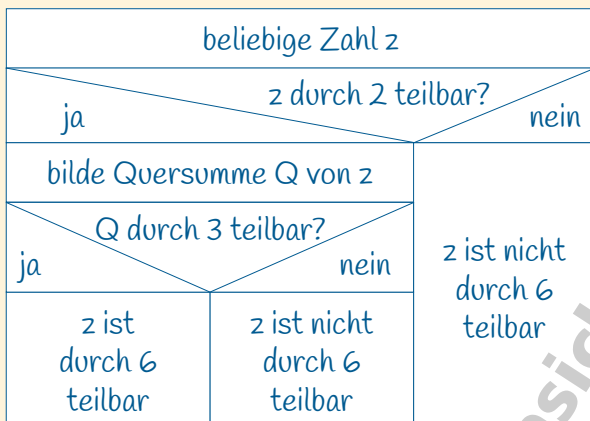 beliebige Zahl z
z durch 2 teilbar?
ja
nein
bilde Quersumme Q von z
Q durch 3 teilbar?
ja
nein
z ist
durch 6
teilbar
z ist nicht
durch 6
teilbar
z ist nicht
durch 6
teilbar